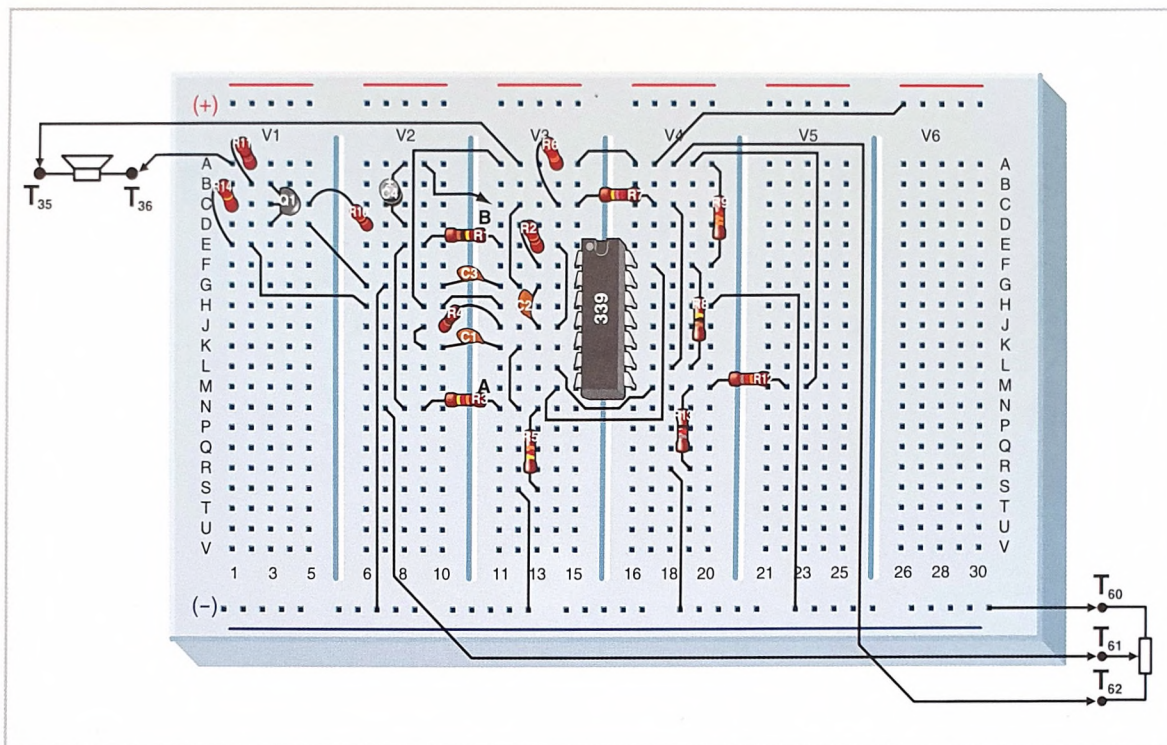 (+)
V1 V2 V3 V4 V5 V6
A A
B B
C C
D D
E E
F F
G G
H H
J J
K K
L L
M M
N N
P P
Q Q
R R
S S
T T
U U
V V
1 3 5 6 8 10 11 13 15 16 18 20 21 23 25 26 28 30
(−)
T35 T36
R14
Q1
C4
B
R1
R2
R7
R9
C3
C2
R4
C1
339
A
R3
R5
R12
R13
T60
T61
T62